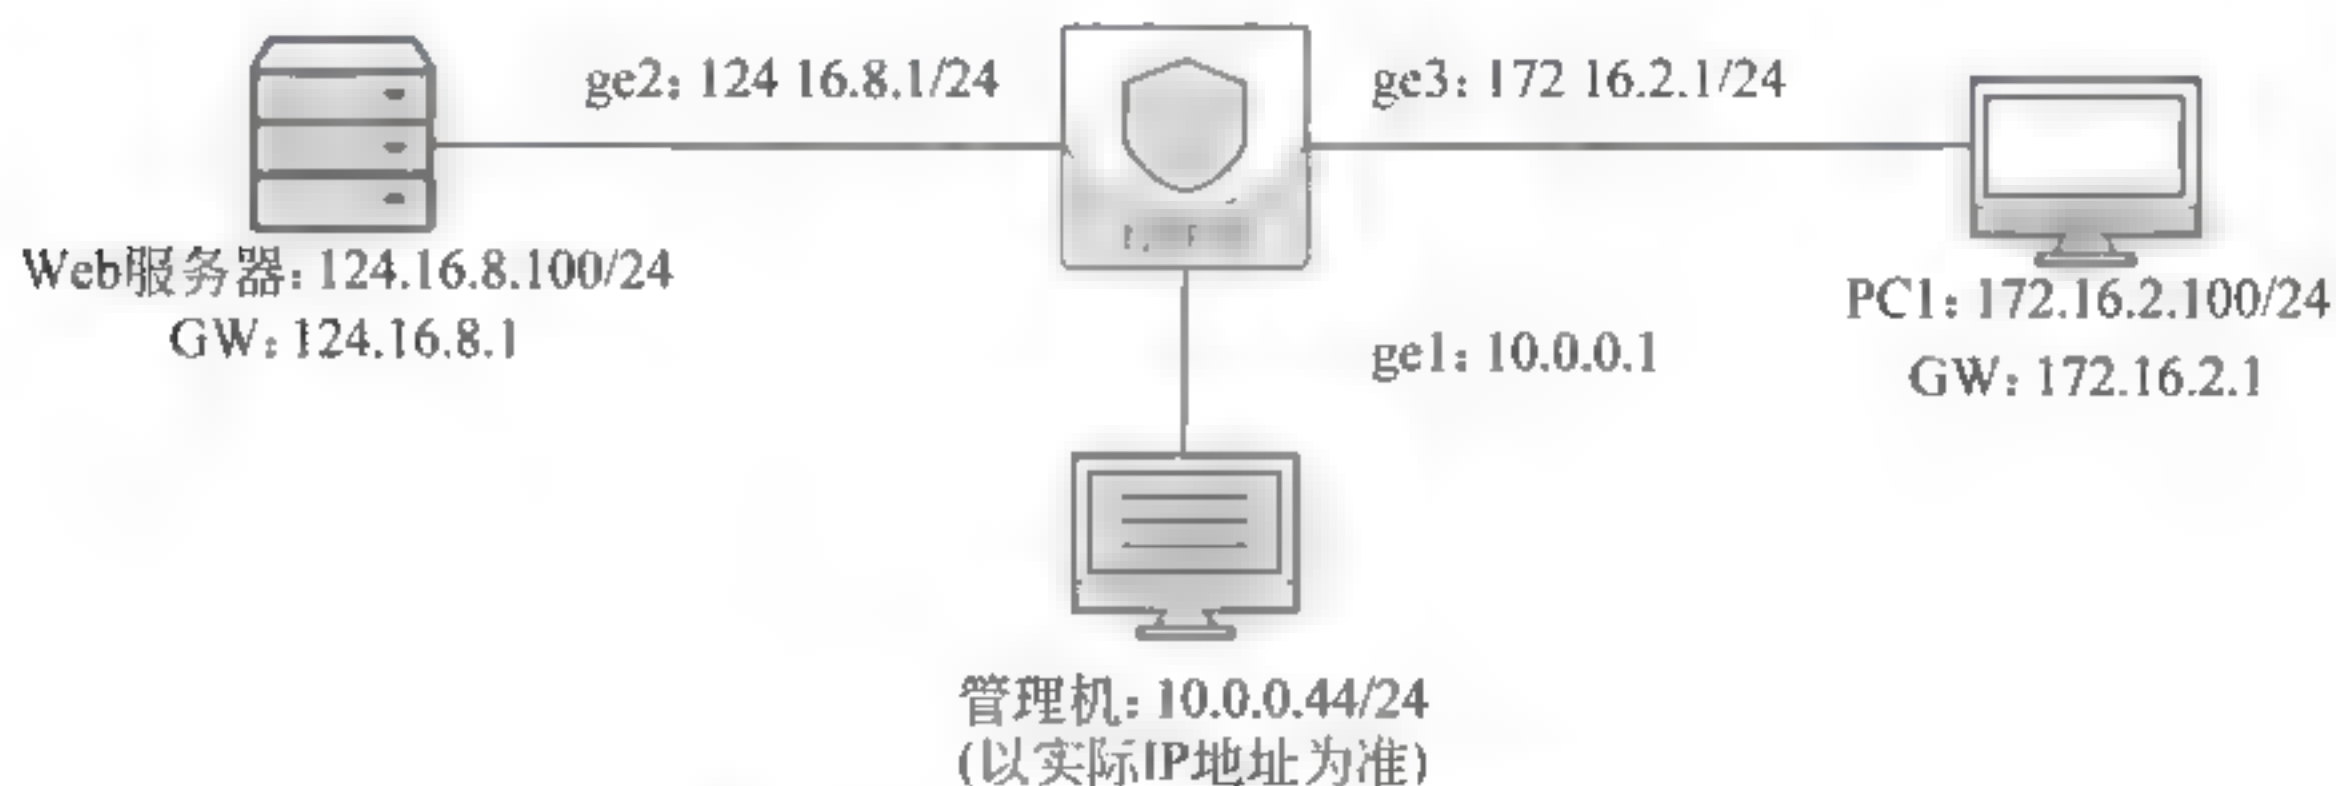 ge2: 124 16.8.1/24
ge3: 172 16.2.1/24
Web服务器: 124.16.8.100/24
GW: 124.16.8.1
PC1: 172.16.2.100/24
GW: 172.16.2.1
ge1: 10.0.0.1
管理机: 10.0.0.44/24
(以实际IP地址为准)